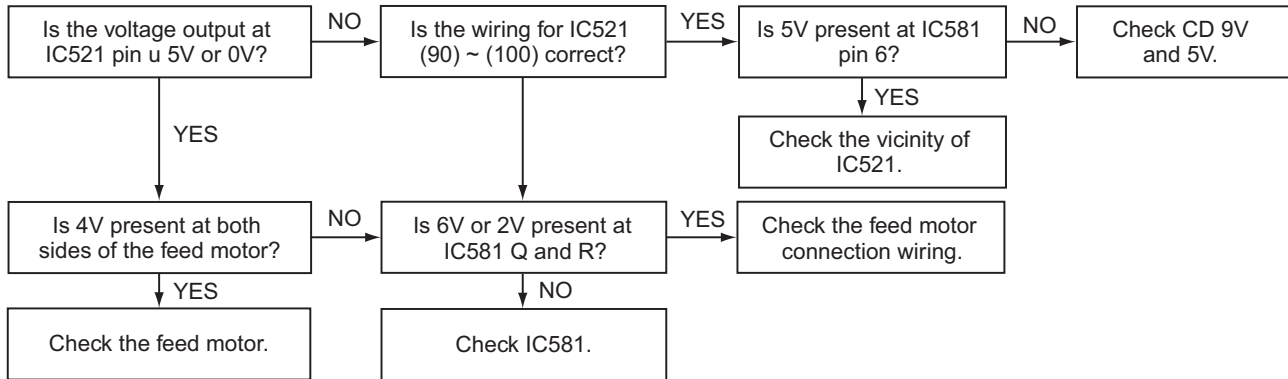 Is the voltage output at
IC521 pin u 5V or 0V?
NO
Is the wiring for IC521
(90) ~ (100) correct?
YES
Is 5V present at IC581
pin 6?
NO
Check CD 9V
and 5V.
YES
YES
Check the vicinity of
IC521.
Is 4V present at both
sides of the feed motor?
NO
Is 6V or 2V present at
IC581 Q and R?
YES
Check the feed motor
connection wiring.
YES
NO
Check the feed motor.
Check IC581.